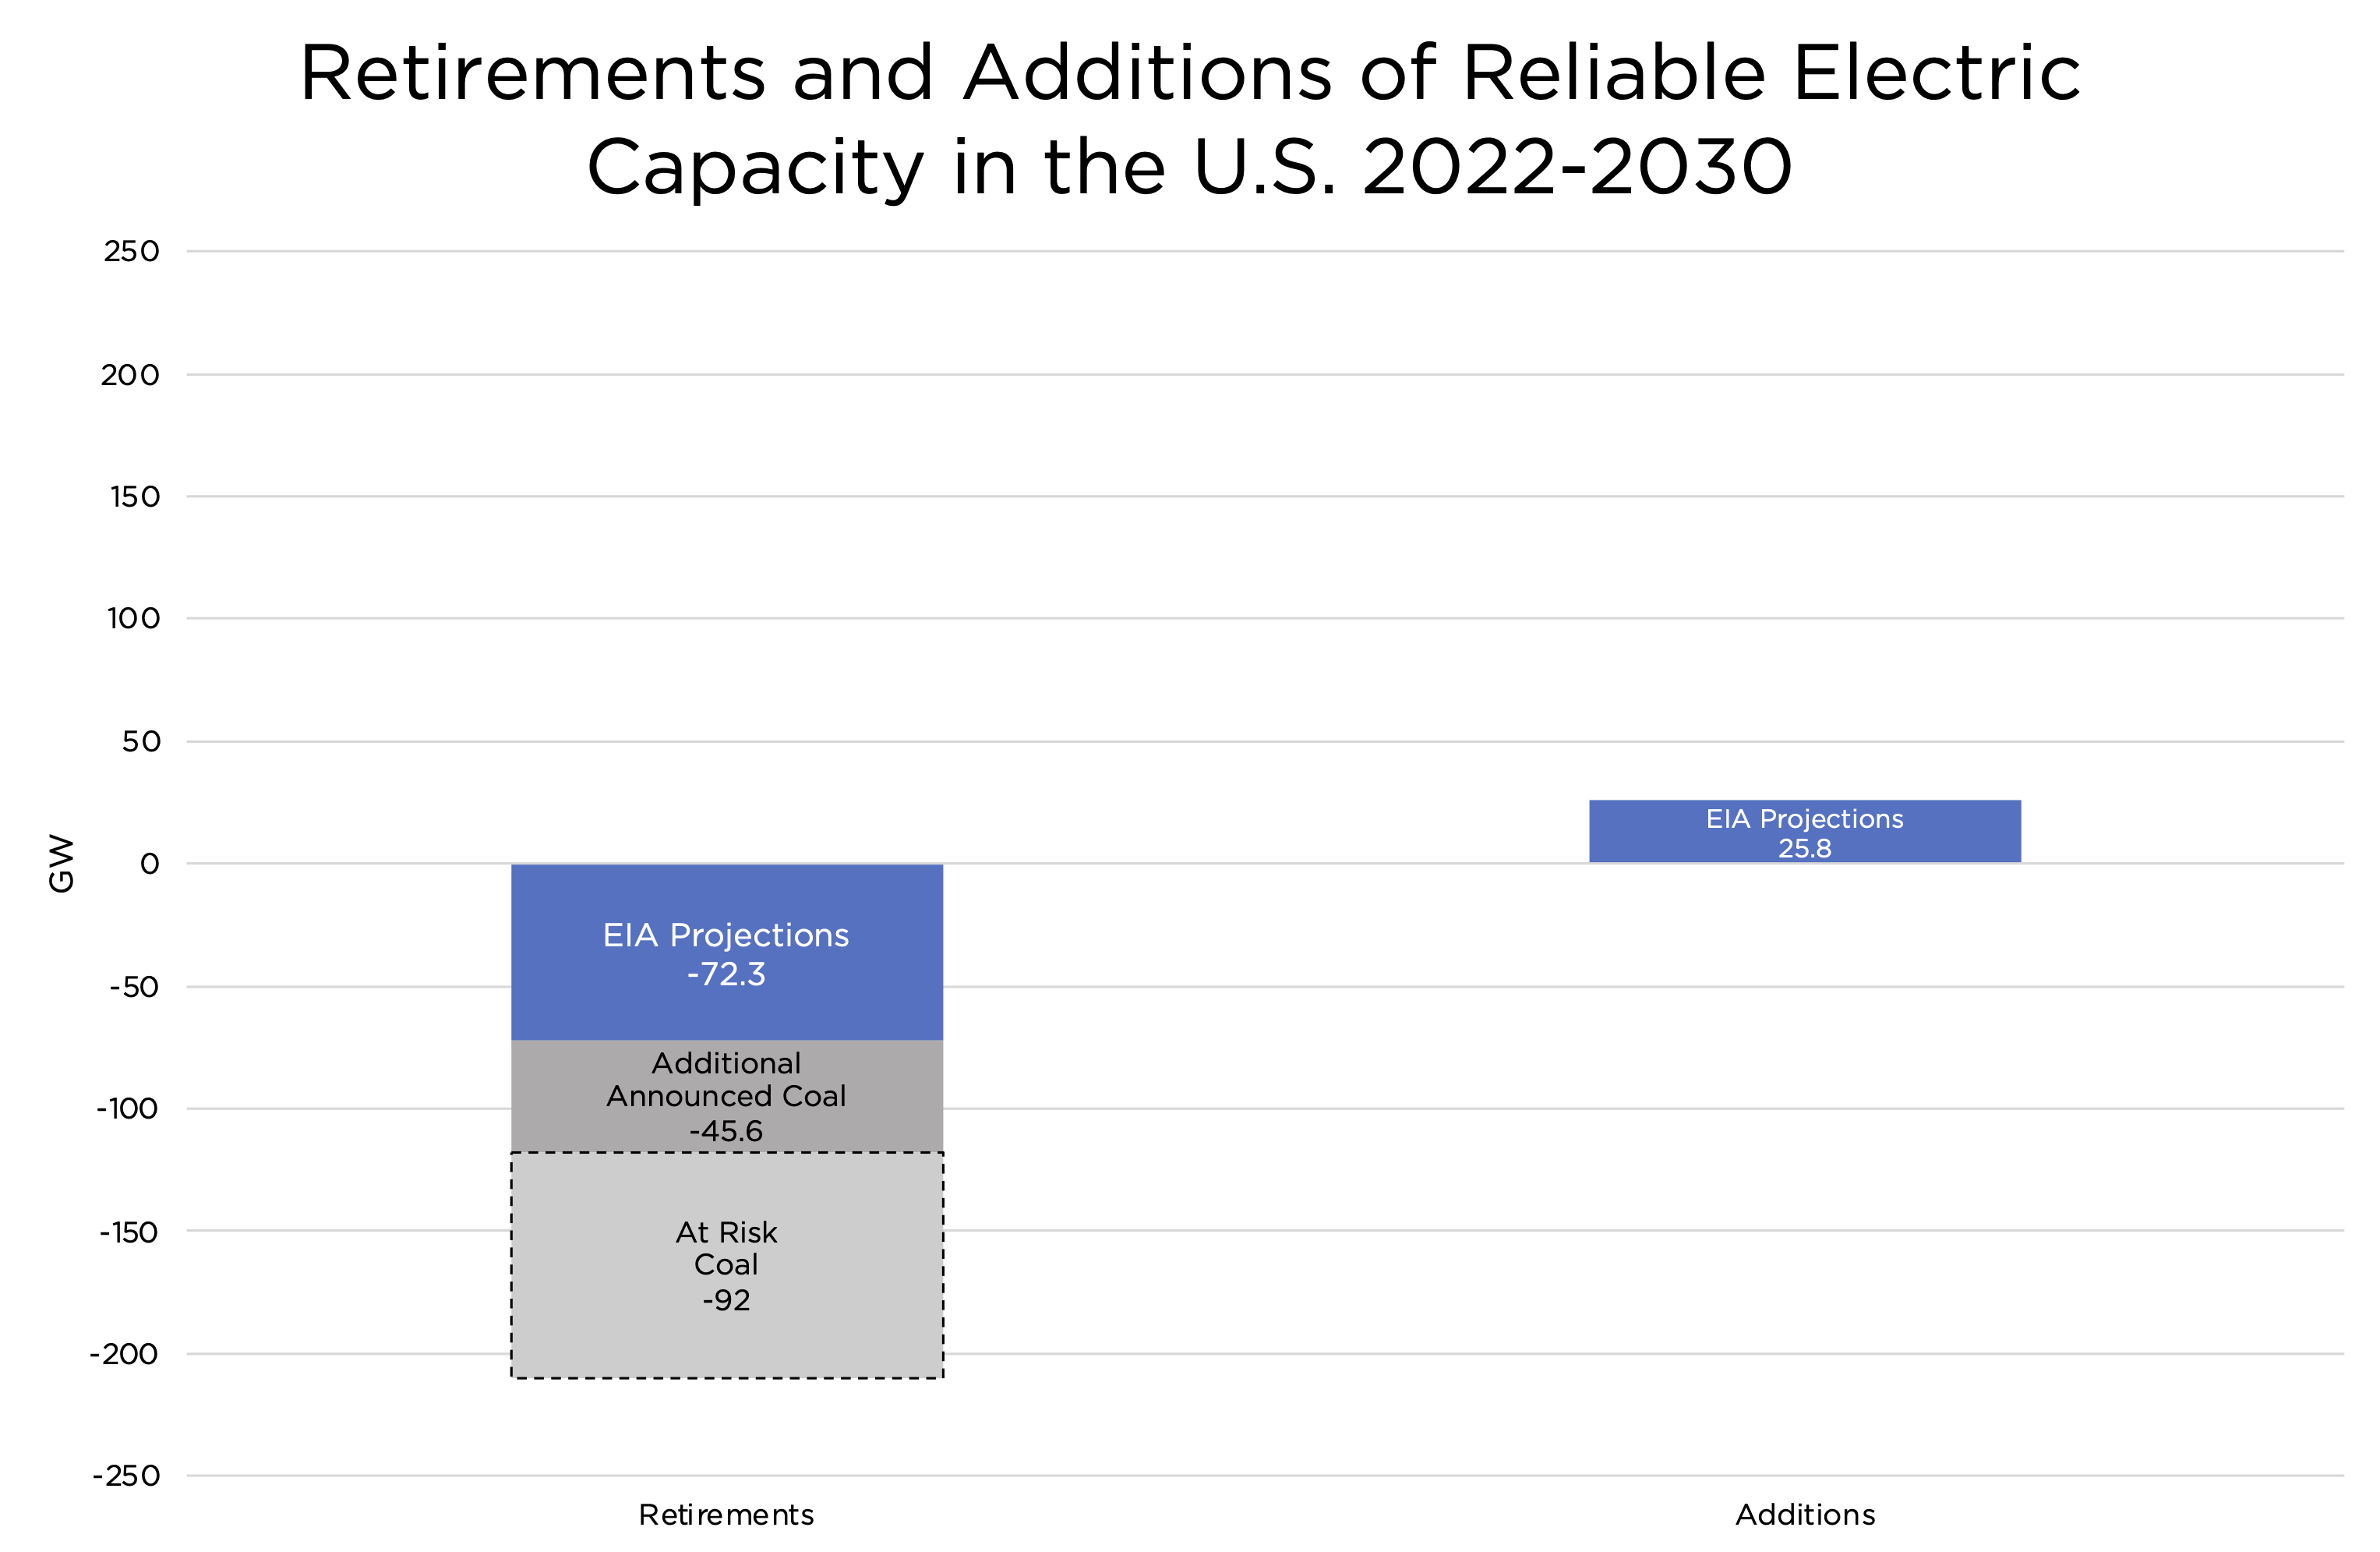 Retirements and Additions of Reliable Electric
Capacity in the U.S. 2022-2030
250
200
150
100
50
0
-50
-100
-150
-200
-250
GW
EIA Projections
-72.3
Additional
Announced Coal
-45.6
At Risk
Coal
-92
EIA Projections
25.8
Retirements
Additions